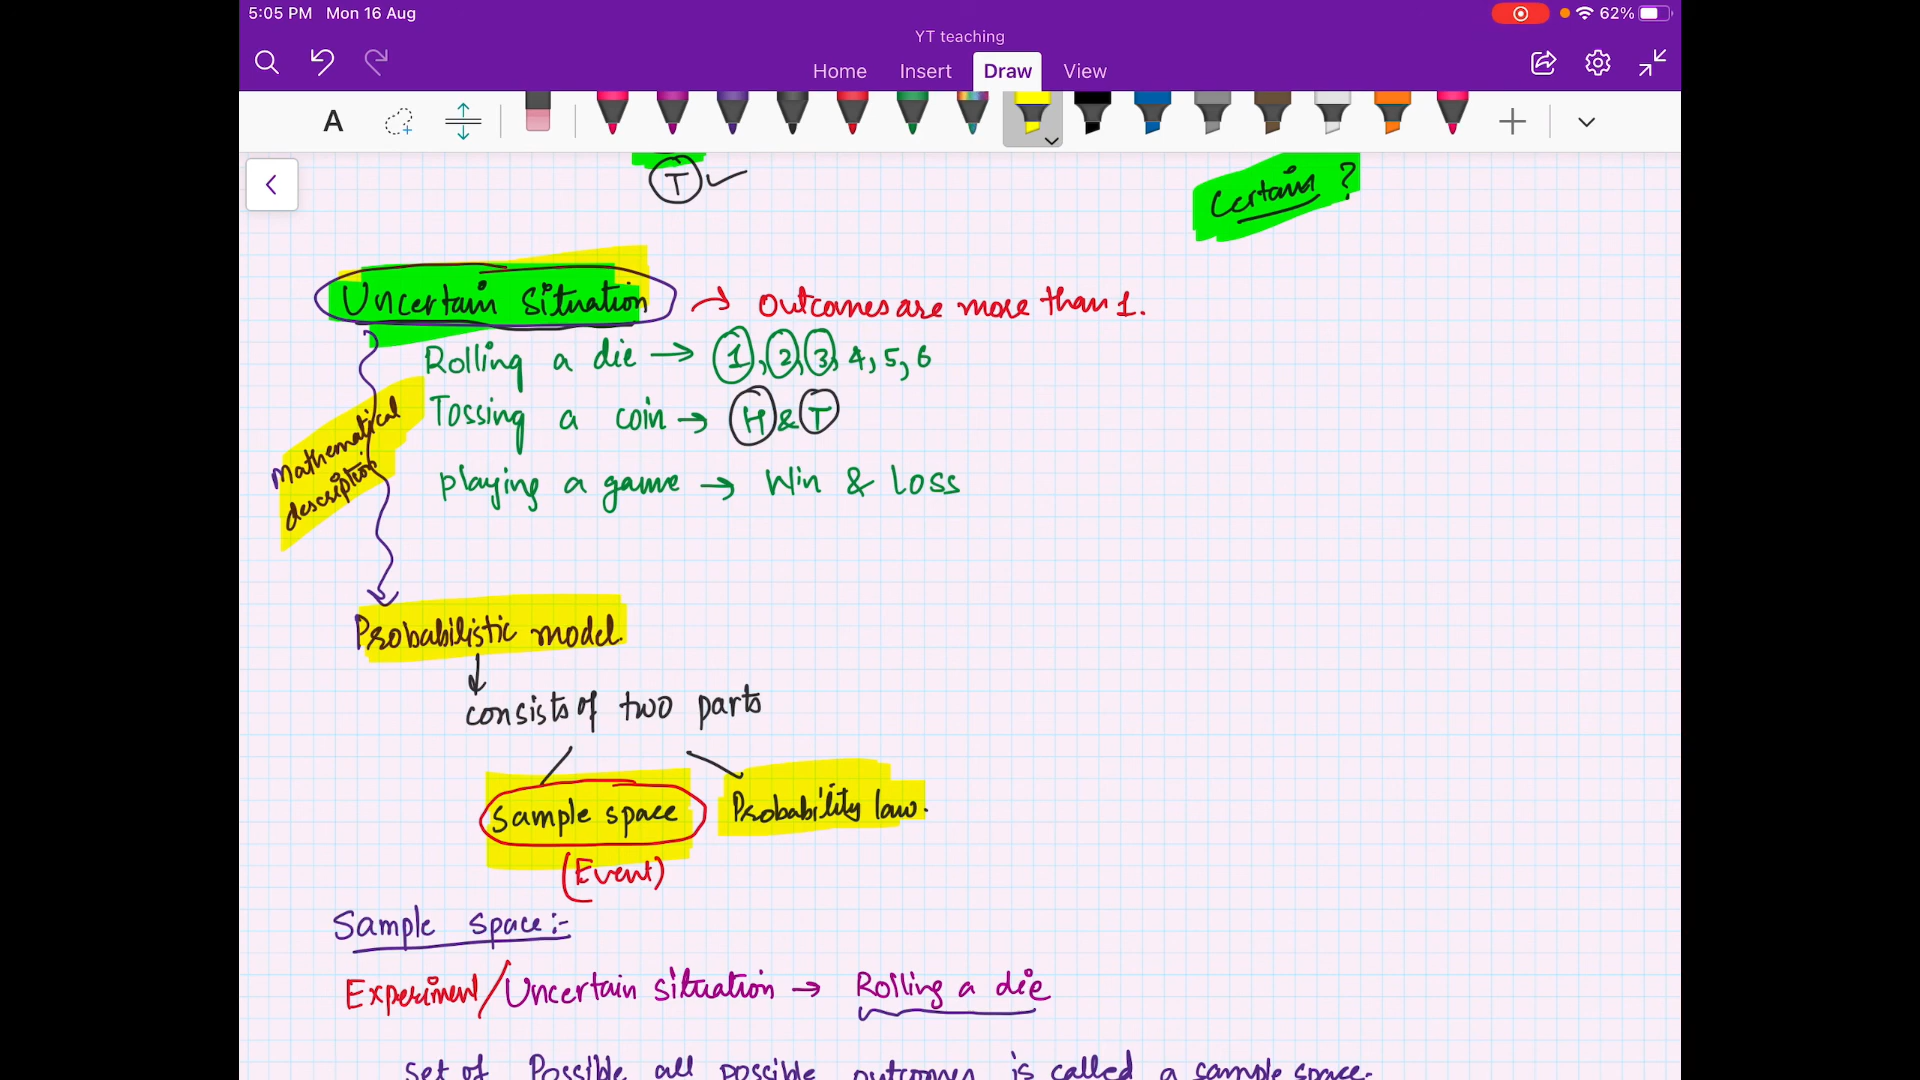 5:05 PM Mon 16 Aug
62%
YT teaching
Home Insert Draw View
A
T
Certain ?
Uncertain Situation → Outcomes are more than 1.
Rolling a die → 1, 2, 3, 4, 5, 6
Tossing a coin → H & T
Mathematical
description
playing a game → Win & Loss
Probabilistic model
consists of two parts
Sample space Probability law.
(Event)
Sample space :-
Experiment/Uncertain situation → Rolling a die
set of Possible all possible outcomes is called a sample space.